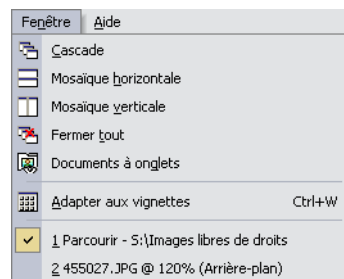 Fenêtre Aide
Cascade
Mosaïque horizontale
Mosaïque verticale
Fermer tout
Documents à onglets
Adapter aux vignettes Ctrl+W
1 Parcourir - S:\Images libres de droits
2 455027.JPG @ 120% (Arrière-plan)